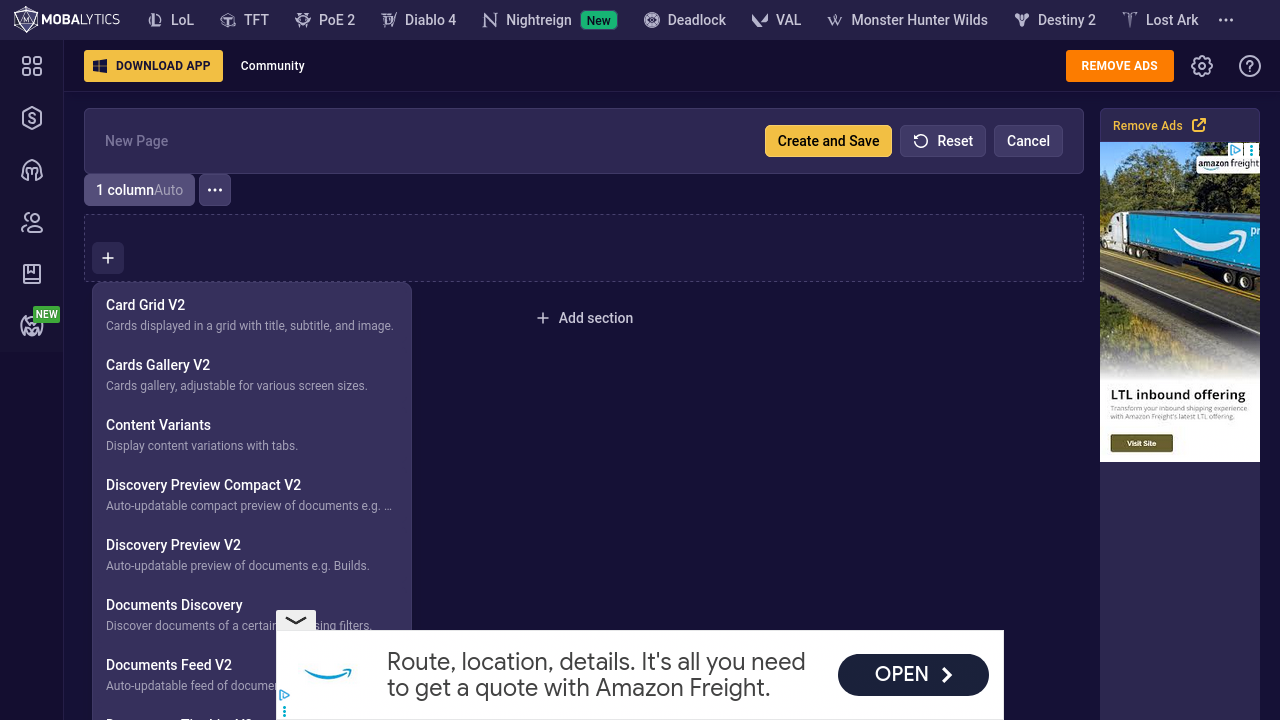 MOBALYTICS
LoL
TFT
PoE 2
Diablo 4
Nightreign
New
Deadlock
VAL
Monster Hunter Wilds
Destiny 2
Lost Ark
DOWNLOAD APP
Community
REMOVE ADS
New Page
Create and Save
Reset
Cancel
Remove Ads
1 column Auto
Add section
NEW
Card Grid V2
Cards displayed in a grid with title, subtitle, and image.
Cards Gallery V2
Cards gallery, adjustable for various screen sizes.
Content Variants
Display content variations with tabs.
Discovery Preview Compact V2
Auto-updatable compact preview of documents e.g. ...
Discovery Preview V2
Auto-updatable preview of documents e.g. Builds.
Documents Discovery
Discover documents of a certain
filters.
Documents Feed V2
Auto-updatable feed of
amazon freight
LTL inbound offering
Transform your inbound shipping experience
with Amazon Freight's latest LTL offering.
Visit Site
Route, location, details. It's all you need
to get a quote with Amazon Freight.
OPEN